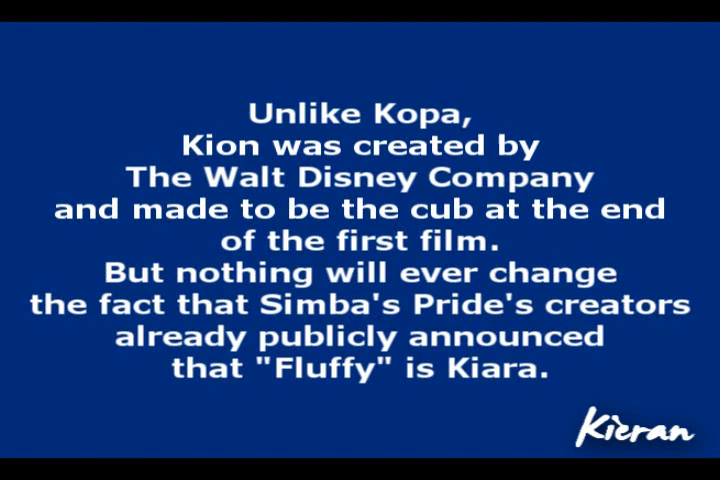 Unlike Kopa,
Kion was created by
The Walt Disney Company
and made to be the cub at the end
of the first film.
But nothing will ever change
the fact that Simba's Pride's creators
already publicly announced
that "Fluffy" is Kiara.
Kieran